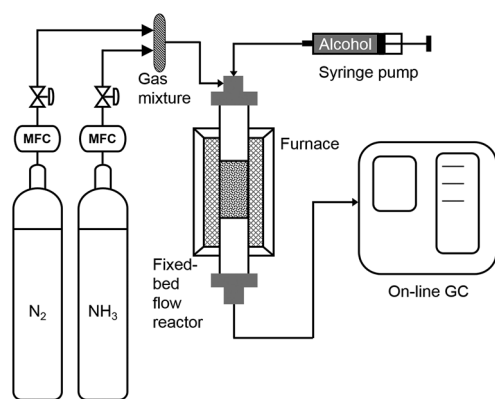 Alcohol
Syringe pump
Gas
mixture
MFC
MFC
Furnace
N₂
NH₃
Fixed-
bed
flow
reactor
On-line GC